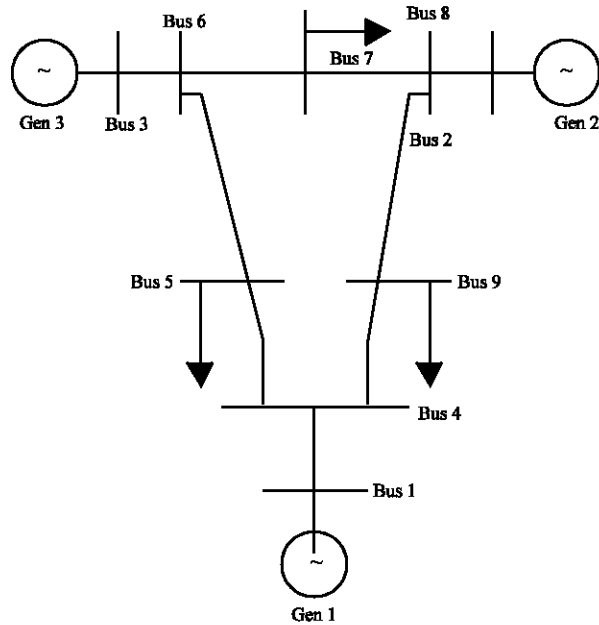 Bus 6
Bus 8
~
~
Bus 7
Gen 3
Bus 3
Bus 2
Gen 2
Bus 5
Bus 9
Bus 4
Bus 1
~
Gen 1